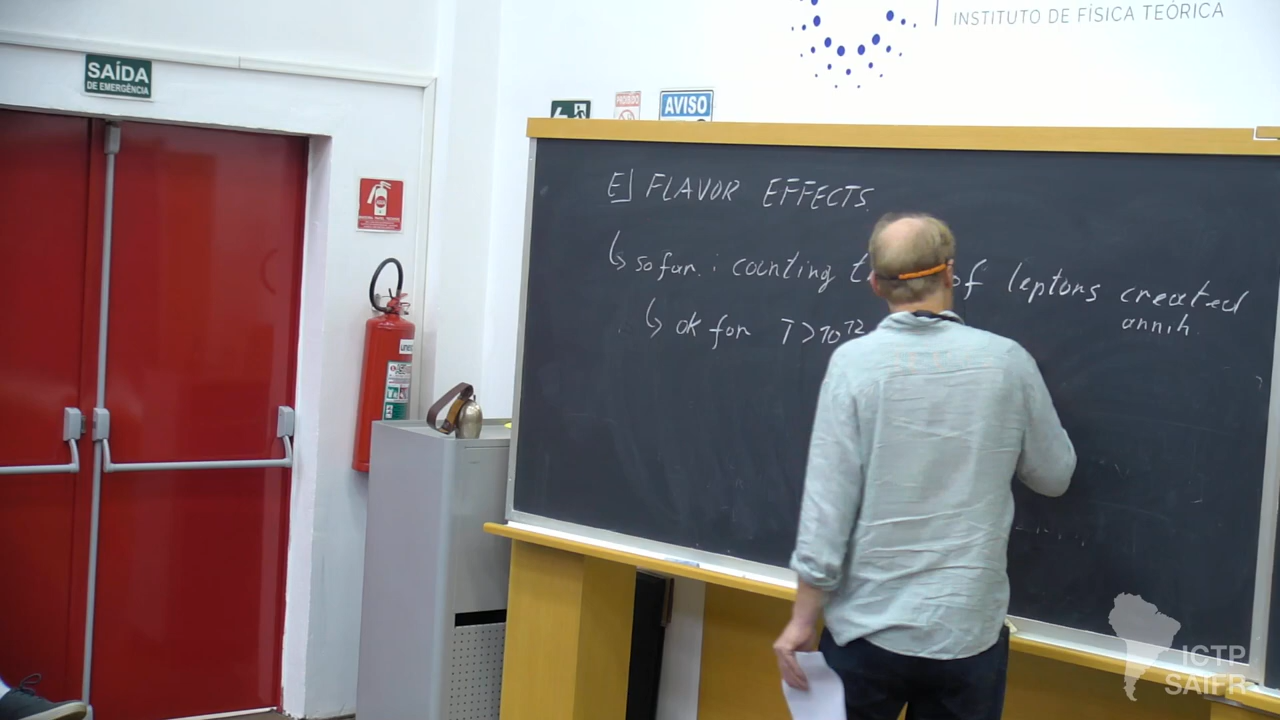 INSTITUTO DE FÍSICA TEÓRICA
SAÍDA
DE EMERGÊNCIA
AVISO
E] FLAVOR EFFECTS
↳ so far : counting of leptons created
annih.
↳ ok for T>10¹²
ICTP
SAIFR